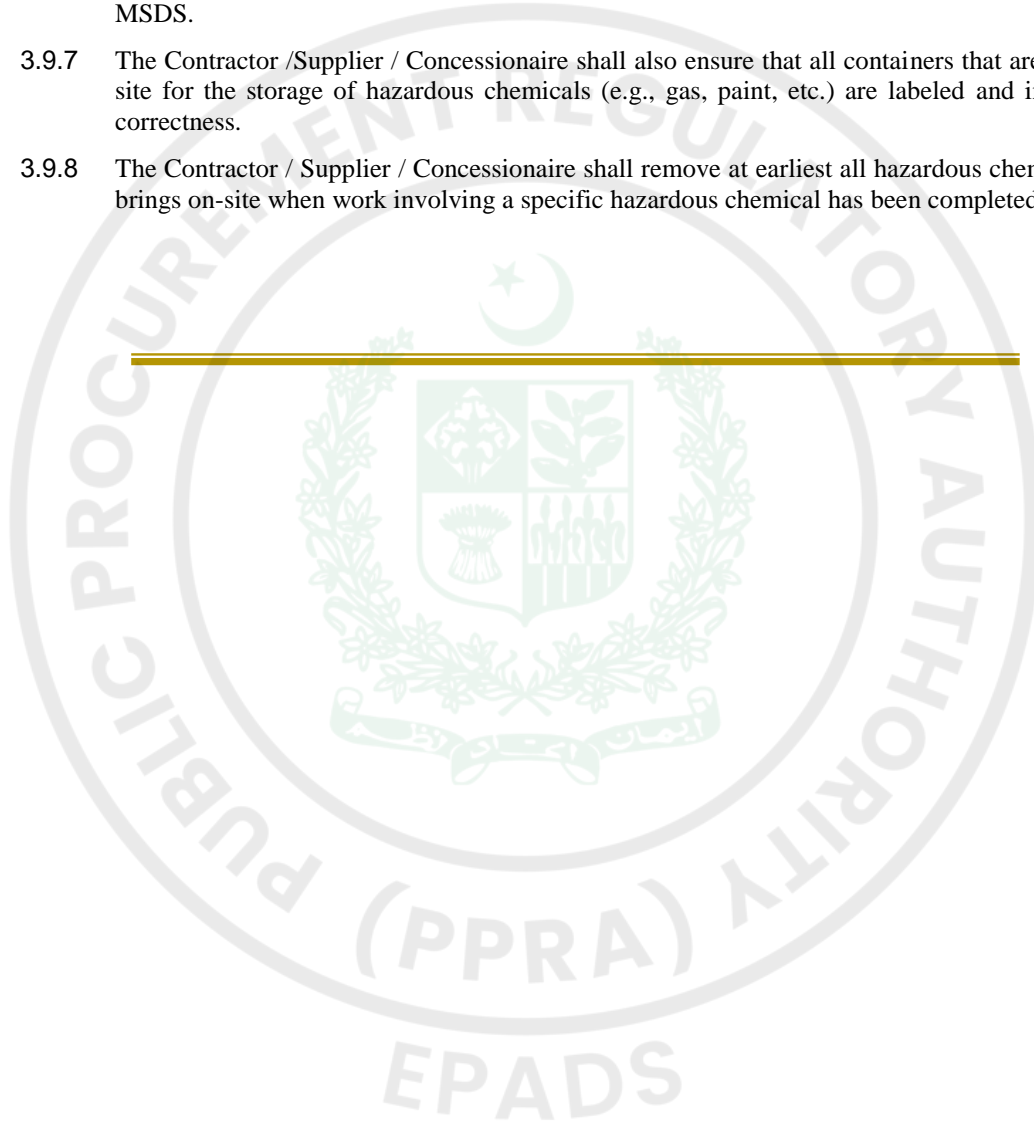 MSDS.
3.9.7 The Contractor /Supplier / Concessionaire shall also ensure that all containers that are
site for the storage of hazardous chemicals (e.g., gas, paint, etc.) are labeled and
correctness.
3.9.8 The Contractor / Supplier / Concessionaire shall remove at earliest all hazardous
brings on-site when work involving a specific hazardous chemical has been completed
PUBLIC PROCUREMENT REGULATORY AUTHORITY
(PPRA)
EPADS